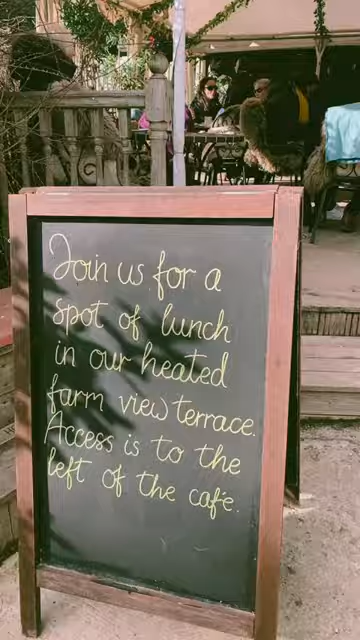 Join us for a
spot of lunch
in our heated
farm view terrace.
Access is to the
left of the café.